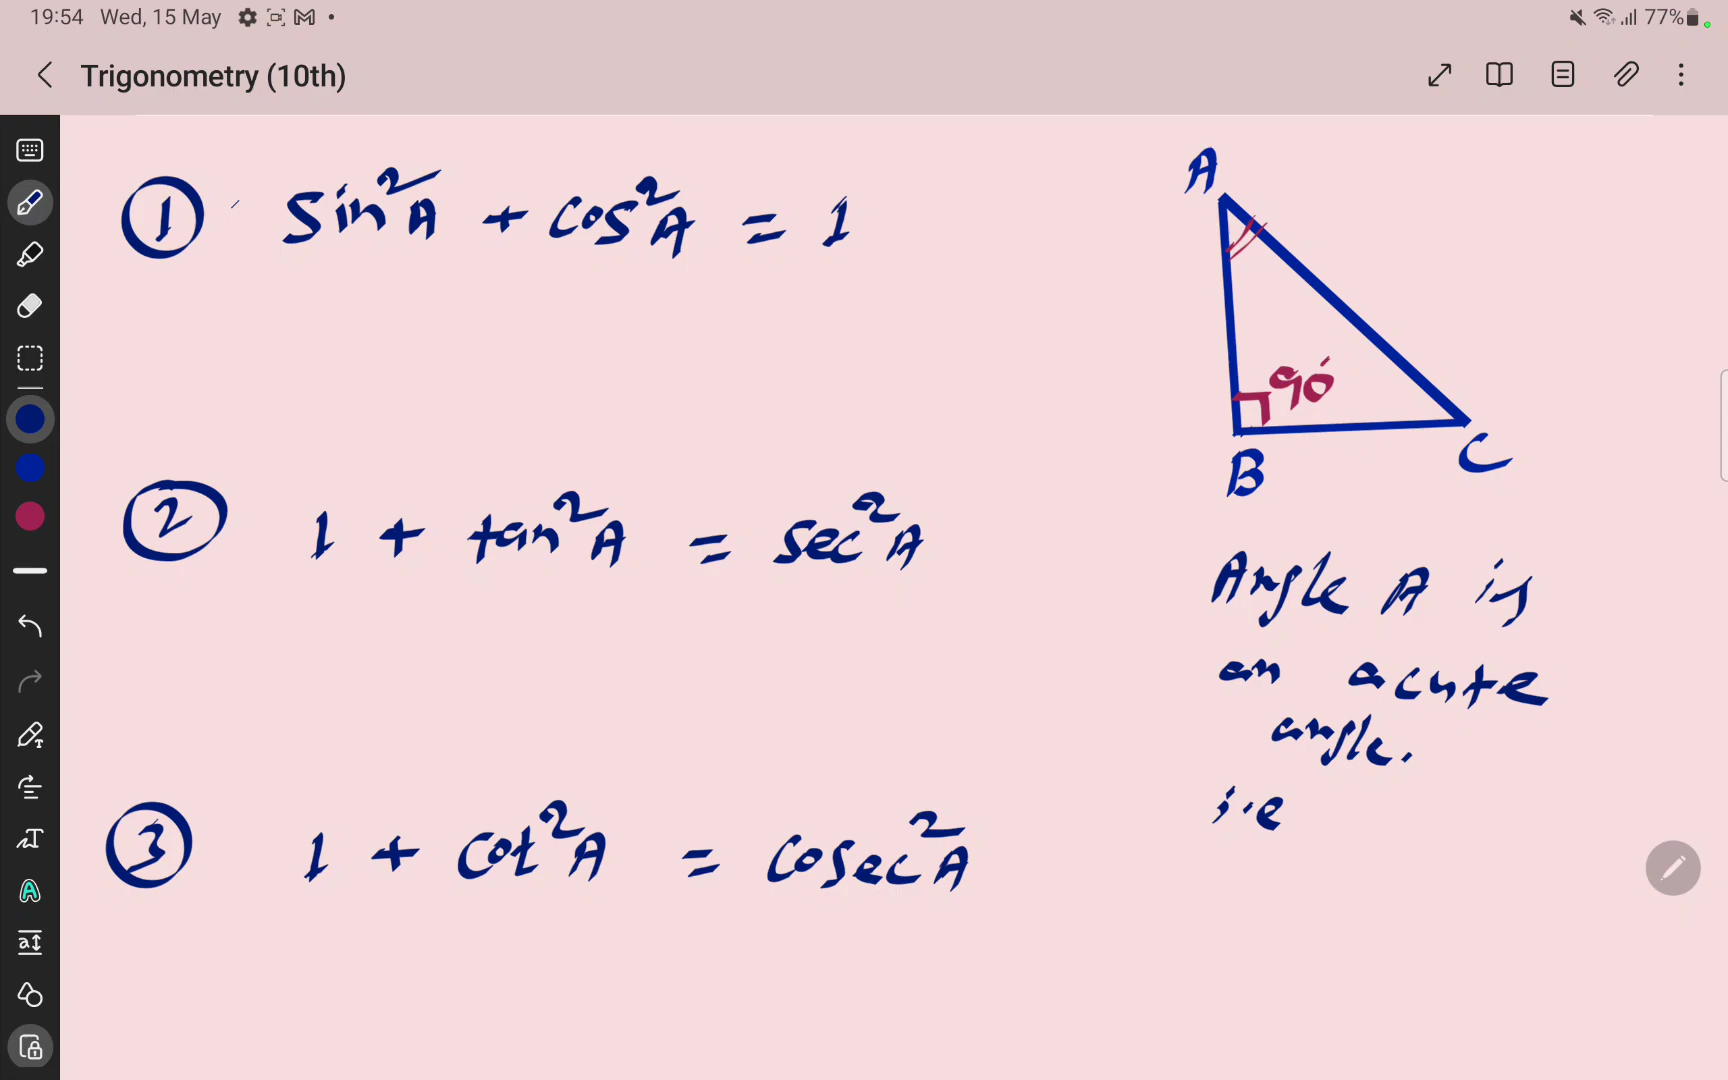 19:54 Wed, 15 May
77%
Trigonometry (10th)
① sin²A + cos²A = 1
② 1 + tan²A = sec²A
③ 1 + cot²A = cosec²A
A
90°
B
C
Angle A is
an acute
angle.
i.e